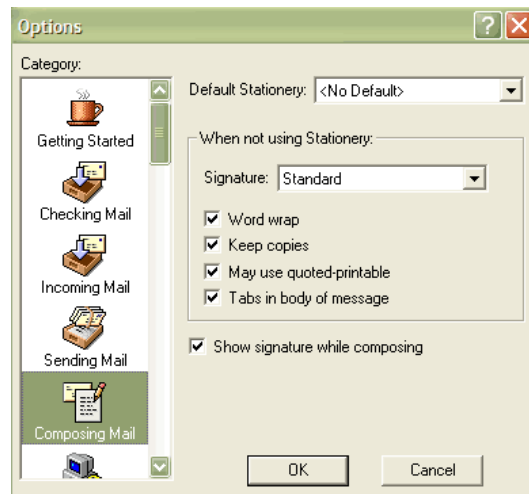 Options
Category:
Getting Started
Checking Mail
Incoming Mail
Sending Mail
Composing Mail
Default Stationery: <No Default>
When not using Stationery:
Signature: Standard
Word wrap
Keep copies
May use quoted-printable
Tabs in body of message
Show signature while composing
OK Cancel